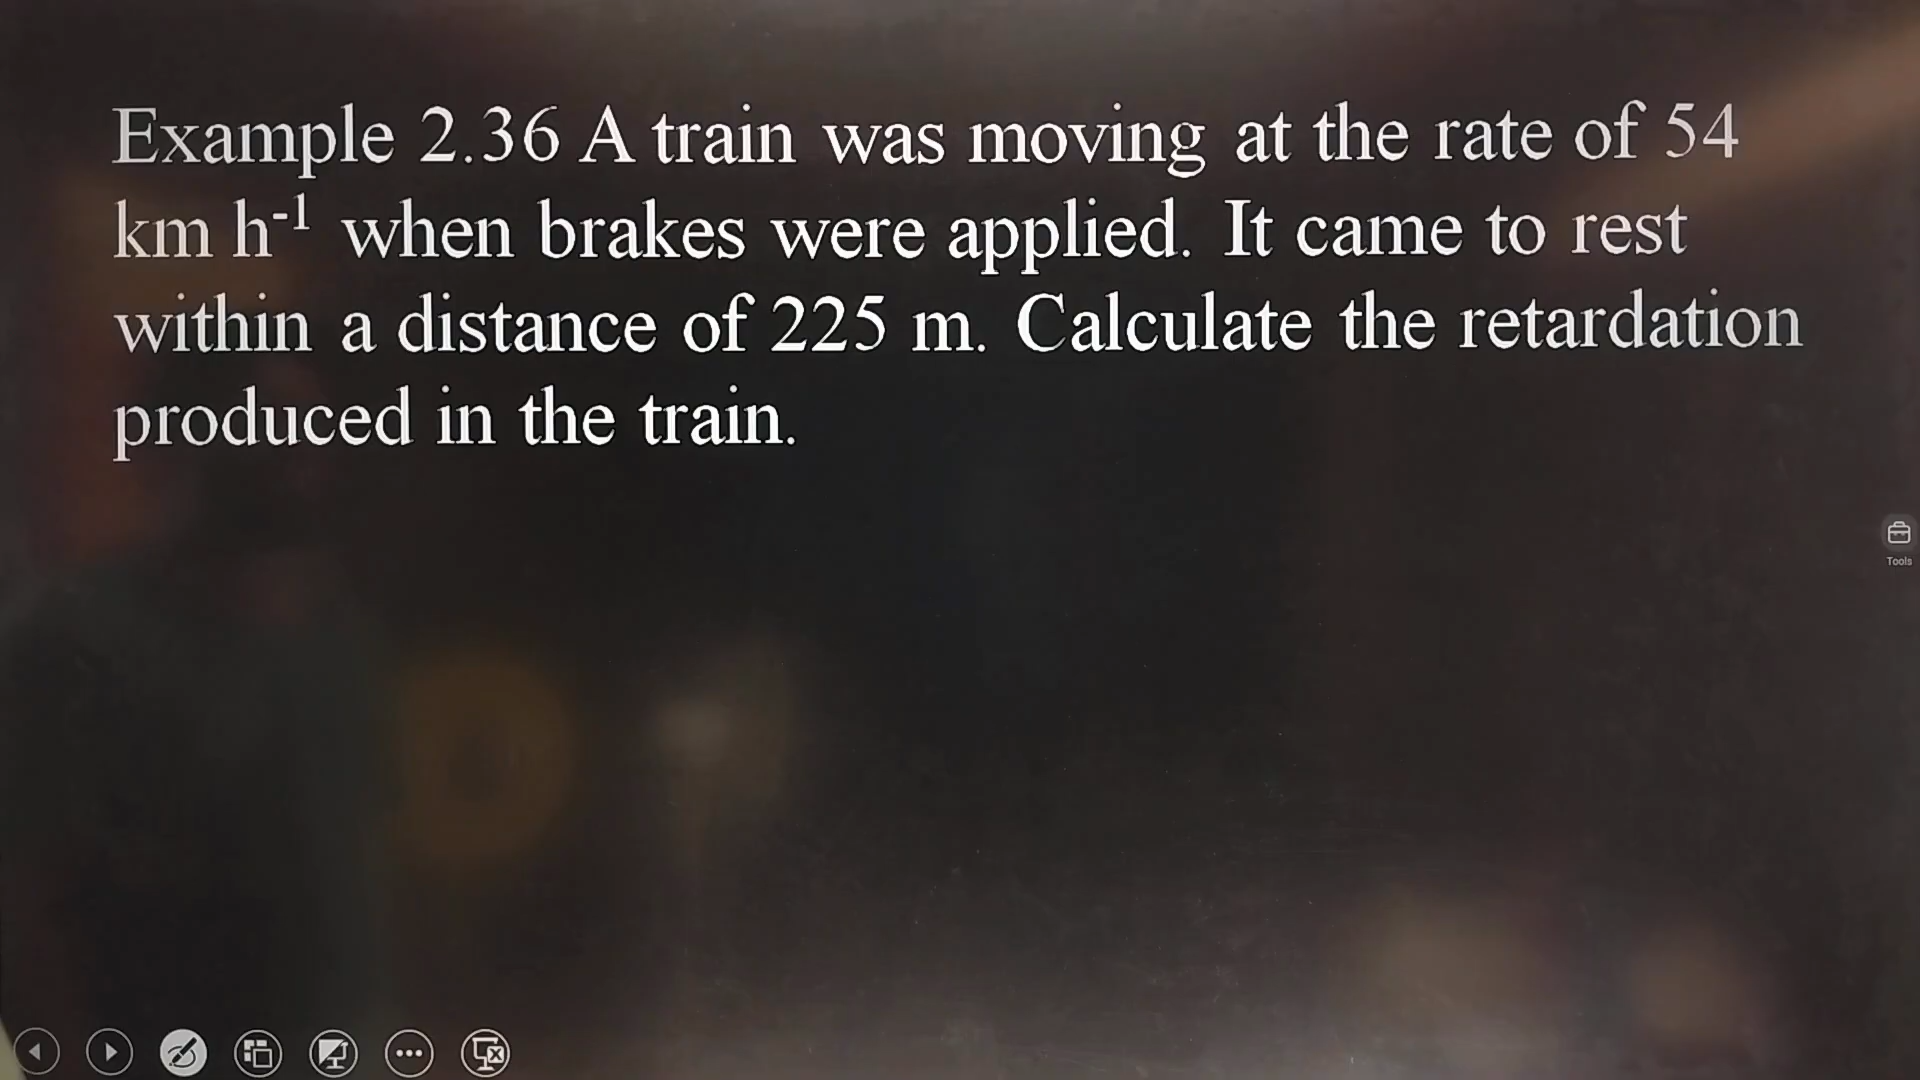 Example 2.36 A train was moving at the rate of 54
km h⁻¹ when brakes were applied. It came to rest
within a distance of 225 m. Calculate the retardation
produced in the train.
Tools